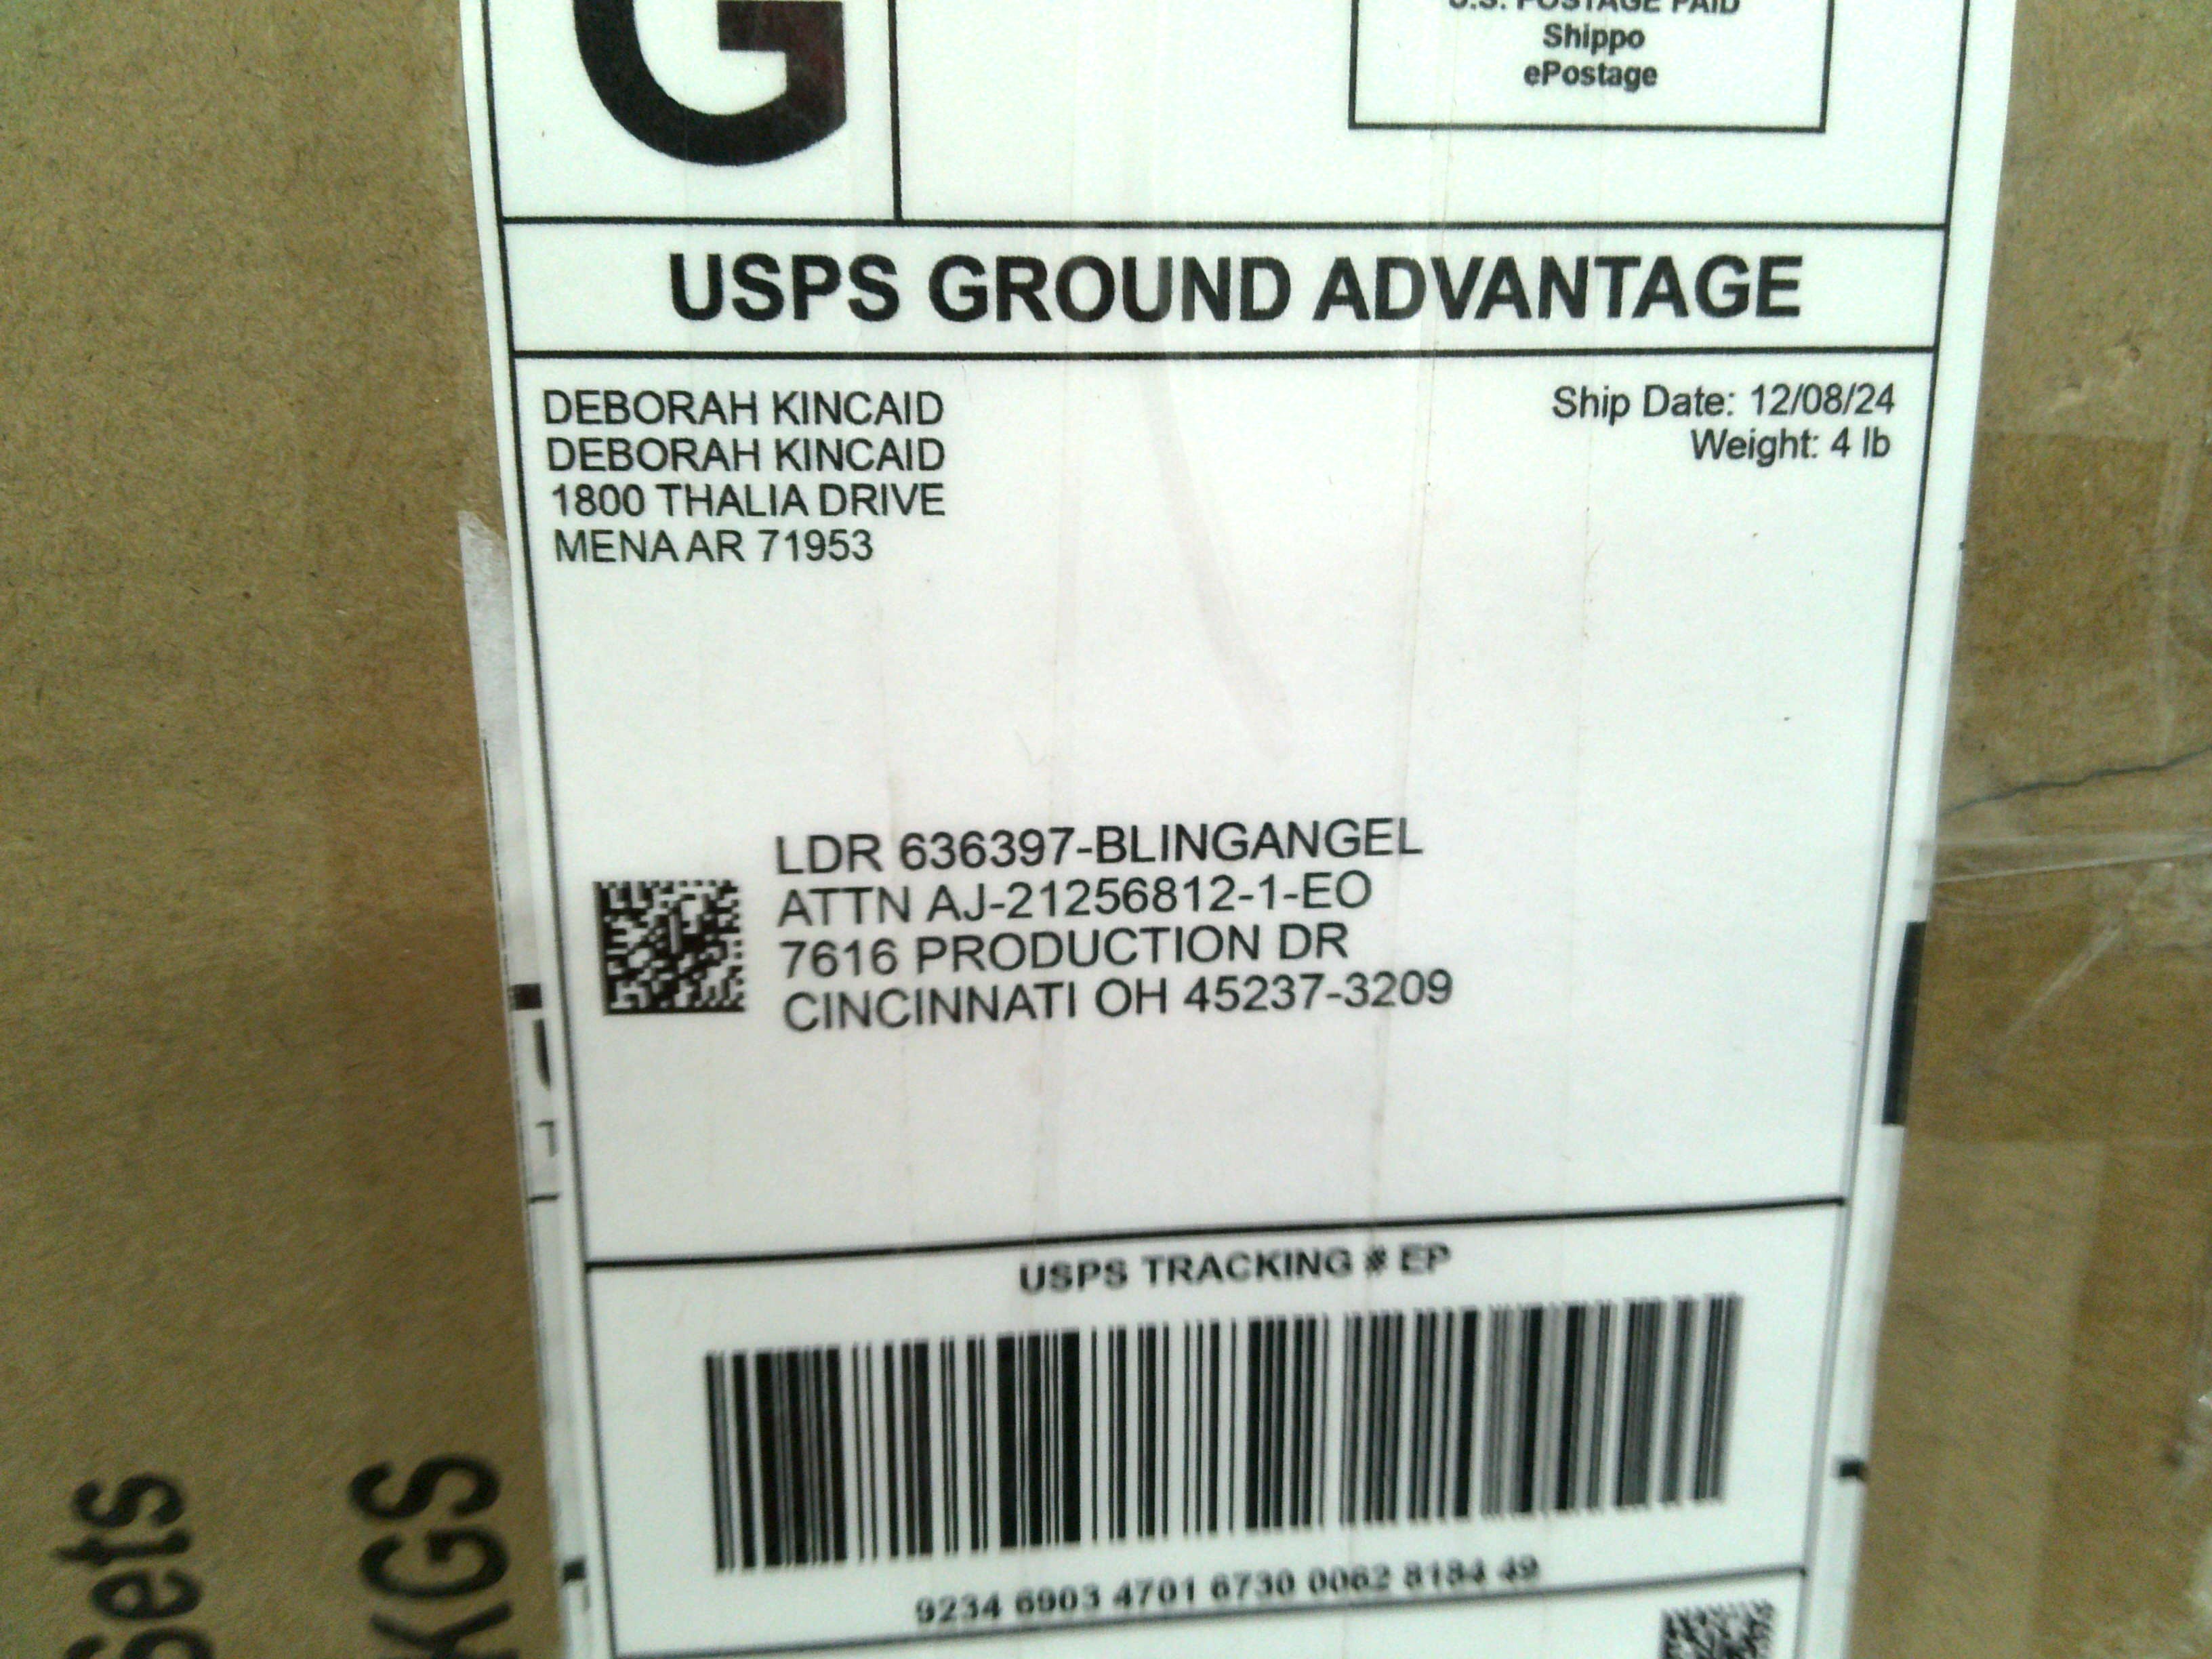 G
U.S. POSTAGE PAID
Shippo
ePostage
USPS GROUND ADVANTAGE
DEBORAH KINCAID
DEBORAH KINCAID
1800 THALIA DRIVE
MENA AR 71953
Ship Date: 12/08/24
Weight: 4 lb
LDR 636397-BLINGANGEL
ATTN AJ-21256812-1-EO
7616 PRODUCTION DR
CINCINNATI OH 45237-3209
USPS TRACKING # EP
9234 6903 4701 6730 0062 8184 49
Sets
KGS